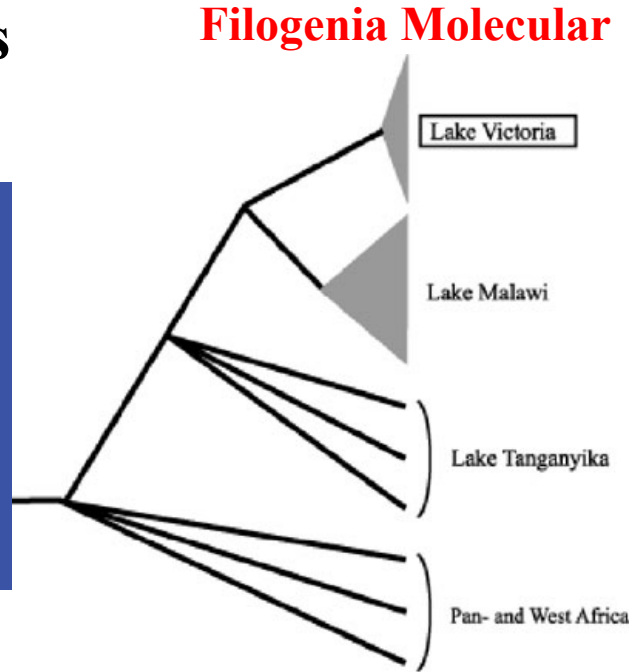 s
Filogenia Molecular
Lake Victoria
Lake Malawi
Lake Tanganyika
Pan- and West Africa